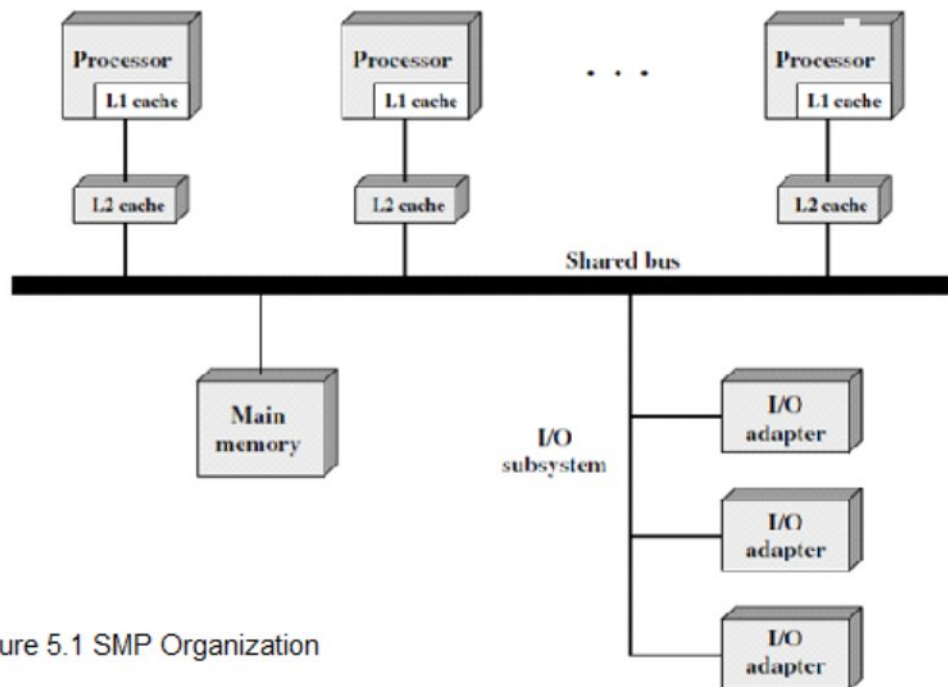 Processor
L1 cache
L2 cache
Processor
L1 cache
L2 cache
. . .
Processor
L1 cache
L2 cache
Shared bus
Main
memory
I/O
subsystem
I/O
adapter
I/O
adapter
I/O
adapter
ure 5.1 SMP Organization